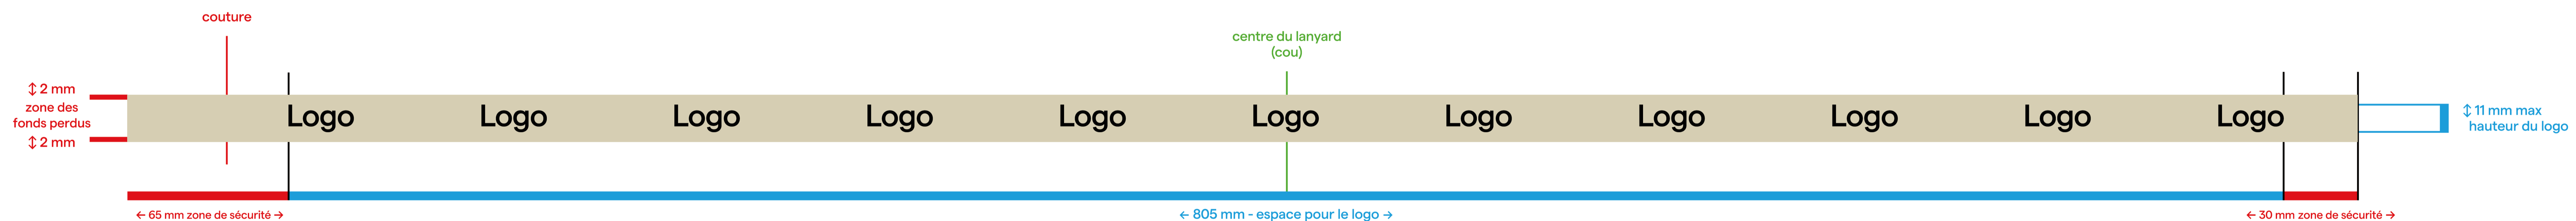 couture
centre du lanyard
(cou)
↕ 2 mm
zone des
fonds perdus
↕ 2 mm
Logo Logo Logo Logo Logo Logo Logo Logo Logo Logo Logo
↕ 11 mm max
hauteur du logo
← 65 mm zone de sécurité →
← 805 mm - espace pour le logo →
← 30 mm zone de sécurité →